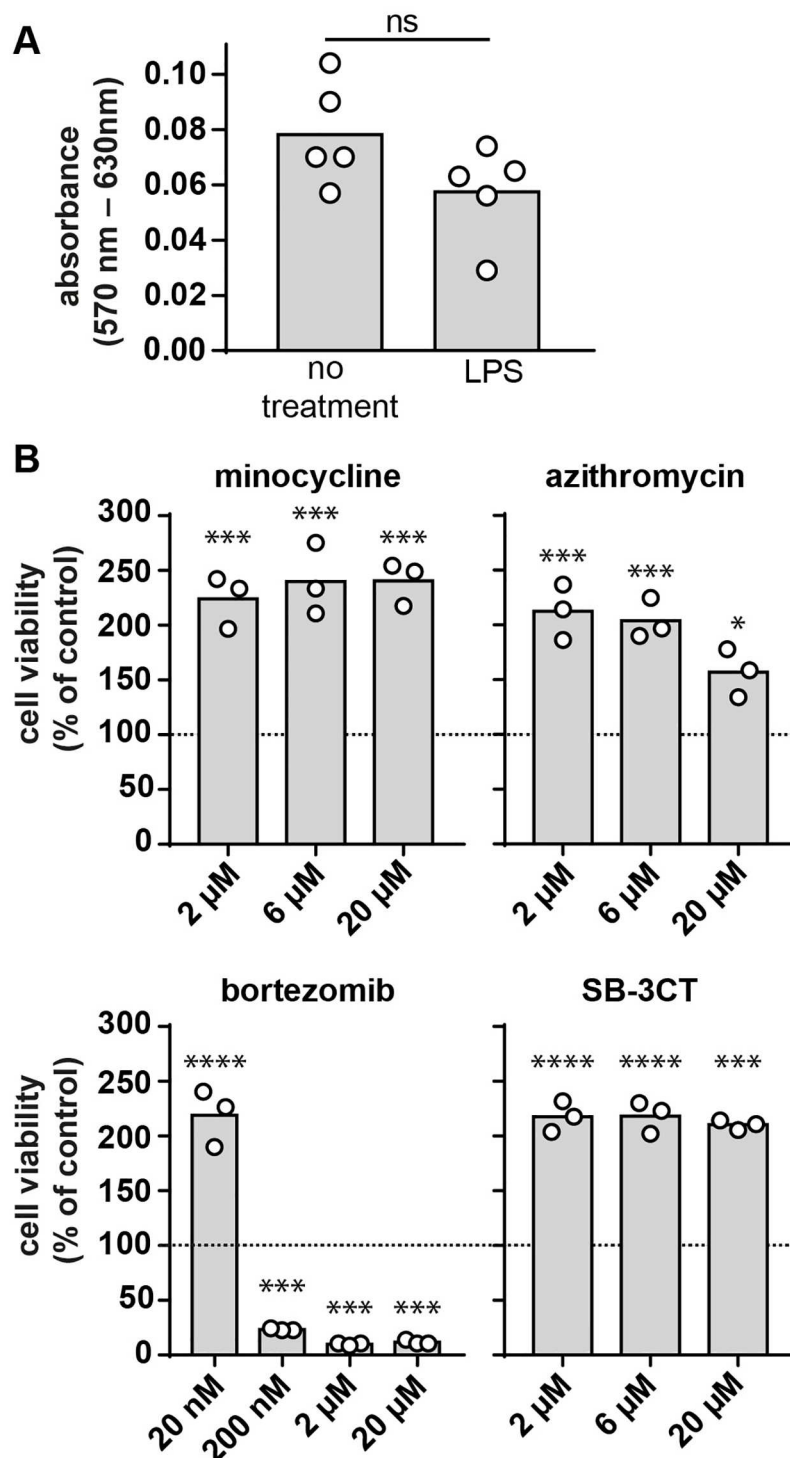 A
ns
absorbance
(570 nm – 630nm)
0.10
0.08
0.06
0.04
0.02
0.00
no
treatment
LPS
B
minocycline
azithromycin
cell viability
(% of control)
300
250
200
150
100
50
0
***
***
***
***
***
*
2 µM
6 µM
20 µM
2 µM
6 µM
20 µM
bortezomib
SB-3CT
cell viability
(% of control)
300
250
200
150
100
50
0
****
***
***
***
****
****
***
20 nM
200 nM
2 µM
20 µM
2 µM
6 µM
20 µM